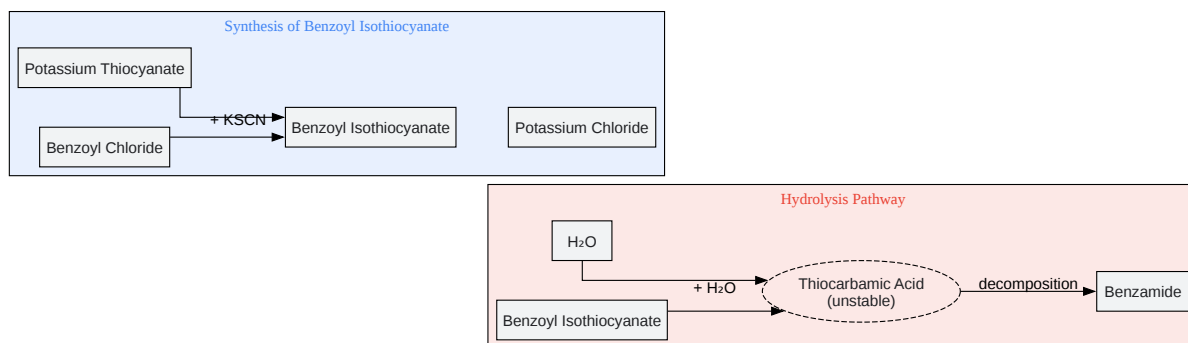 Synthesis of Benzoyl Isothiocyanate
Potassium Thiocyanate
+ KSCN
Benzoyl Isothiocyanate
Potassium Chloride
Benzoyl Chloride
Hydrolysis Pathway
H₂O
+ H₂O
Thiocarbamic Acid
(unstable)
decomposition
Benzamide
Benzoyl Isothiocyanate